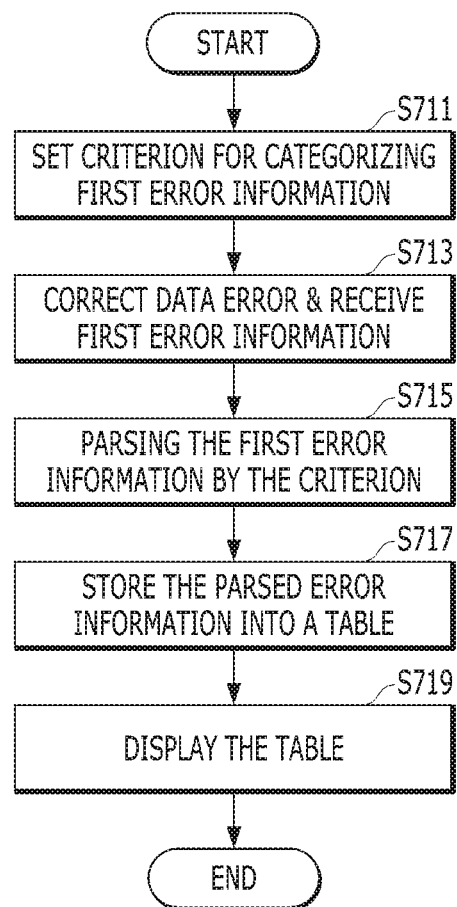 START
S711
SET CRITERION FOR CATEGORIZING
FIRST ERROR INFORMATION
S713
CORRECT DATA ERROR & RECEIVE
FIRST ERROR INFORMATION
S715
PARSING THE FIRST ERROR
INFORMATION BY THE CRITERION
S717
STORE THE PARSED ERROR
INFORMATION INTO A TABLE
S719
DISPLAY THE TABLE
END